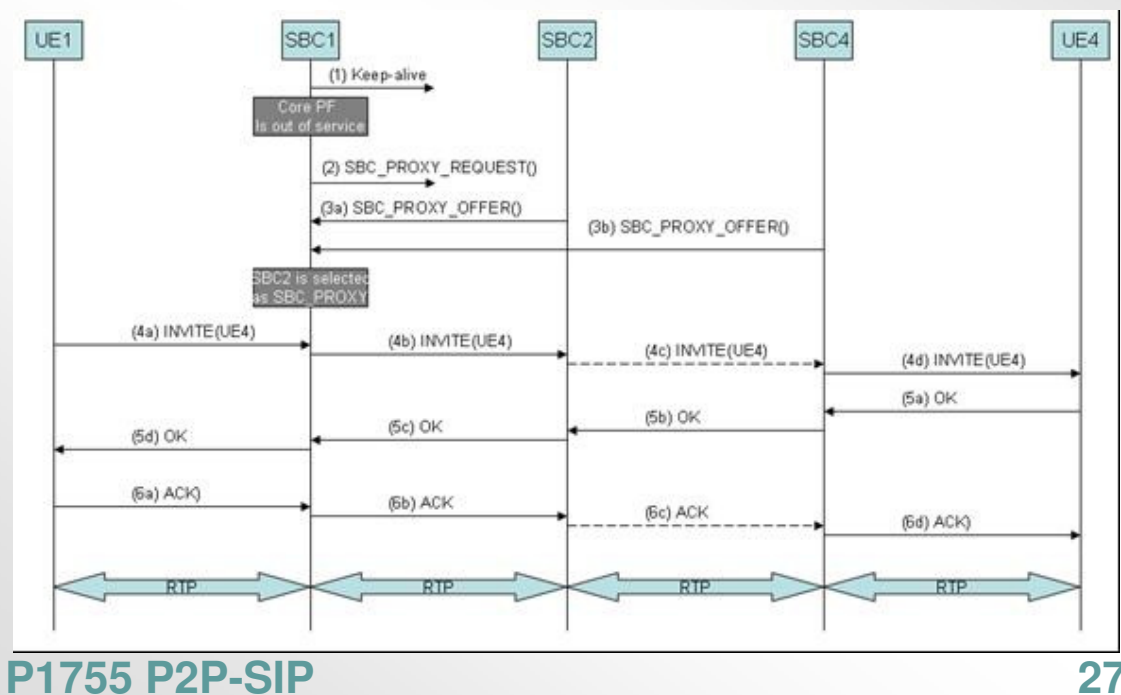 UE1 SBC1 SBC2 SBC4 UE4
(1) Keep-alive
Core PF
Is out of service
(2) SBC_PROXY_REQUEST()
(3a) SBC_PROXY_OFFER()
(3b) SBC_PROXY_OFFER()
SBC2 is selected
as SBC_PROXY
(4a) INVITE(UE4)
(4b) INVITE(UE4)
(4c) INVITE(UE4)
(4d) INVITE(UE4)
(5a) OK
(5b) OK
(5c) OK
(5d) OK
(6a) ACK)
(6b) ACK
(6c) ACK
(6d) ACK)
RTP RTP RTP RTP
P1755 P2P-SIP 27